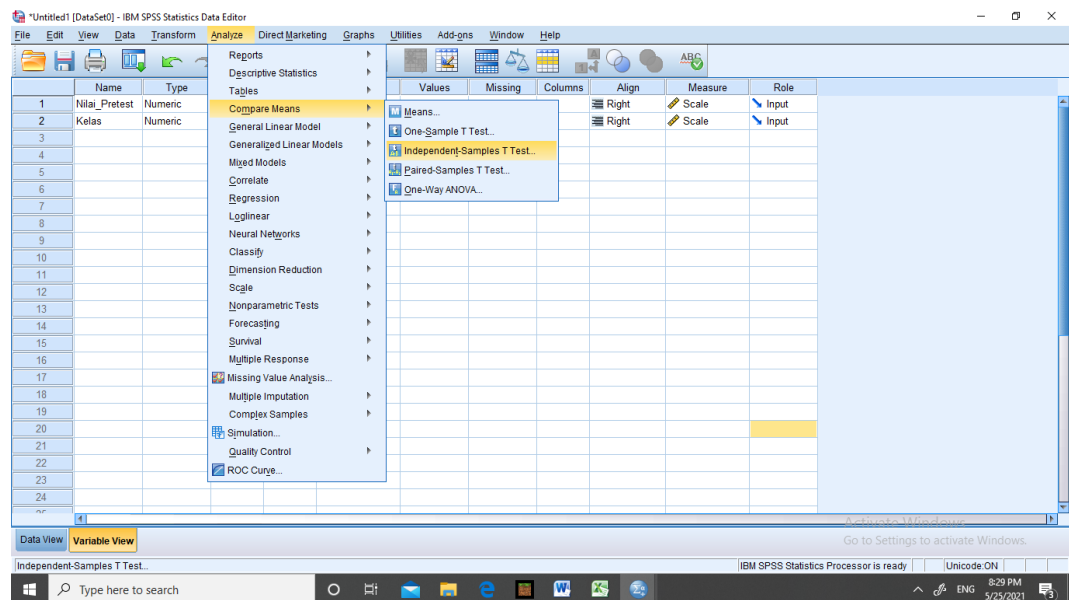 *Untitled1 [DataSet0] - IBM SPSS Statistics Data Editor
File Edit View Data Transform Analyze Direct Marketing Graphs Utilities Add-ons Window Help
Name Type Values Missing Columns Align Measure Role
1 Nilai_Pretest Numeric Right Scale Input
2 Kelas Numeric Right Scale Input
3
4
5
6
7
8
9
10
11
12
13
14
15
16
17
18
19
20
21
22
23
24
25
Reports
Descriptive Statistics
Tables
Compare Means
General Linear Model
Generalized Linear Models
Mixed Models
Correlate
Regression
Loglinear
Neural Networks
Classify
Dimension Reduction
Scale
Nonparametric Tests
Forecasting
Survival
Multiple Response
Missing Value Analysis...
Multiple Imputation
Complex Samples
Simulation...
Quality Control
ROC Curve...
M Means...
One-Sample T Test...
Independent-Samples T Test...
Paired-Samples T Test...
One-Way ANOVA...
Activate Windows
Go to Settings to activate Windows.
Data View Variable View
Independent-Samples T Test... IBM SPSS Statistics Processor is ready Unicode:ON
Type here to search
ENG 8:29 PM
5/25/2021
3